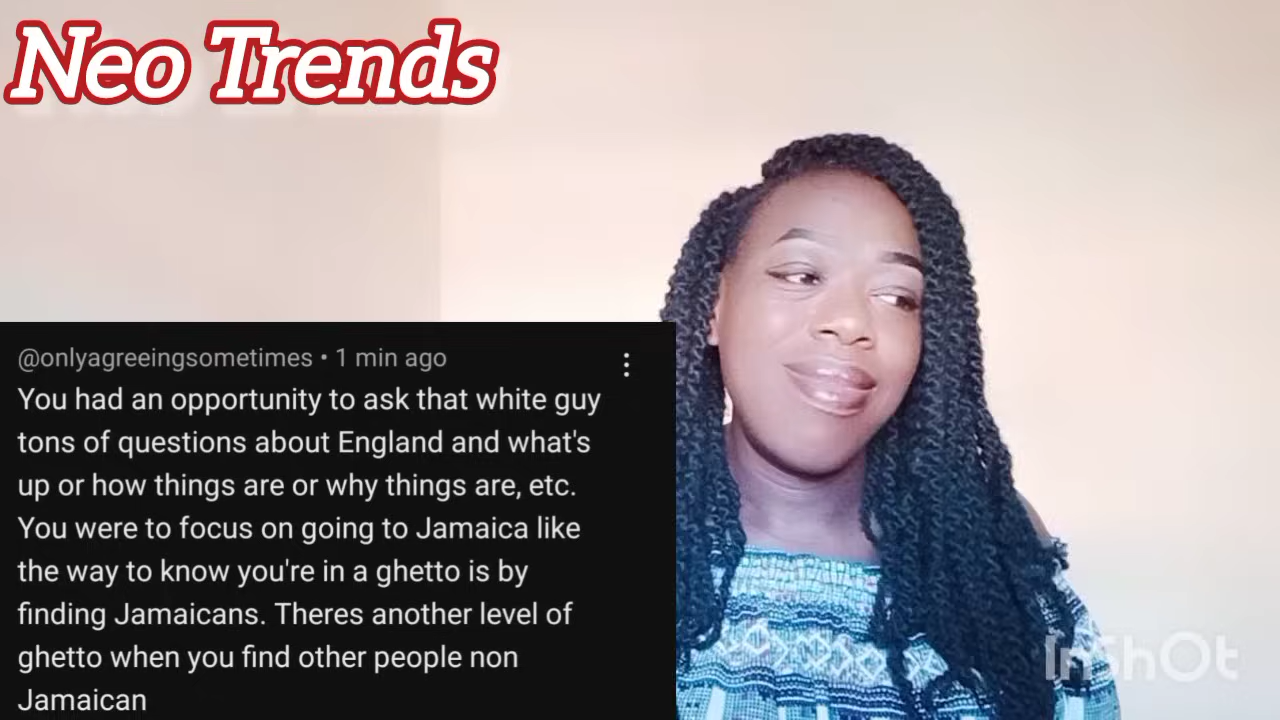 Neo Trends
@onlyagreeingsometimes • 1 min ago
You had an opportunity to ask that white guy
tons of questions about England and what's
up or how things are or why things are, etc.
You were to focus on going to Jamaica like
the way to know you're in a ghetto is by
finding Jamaicans. Theres another level of
ghetto when you find other people non
Jamaican
InShOt